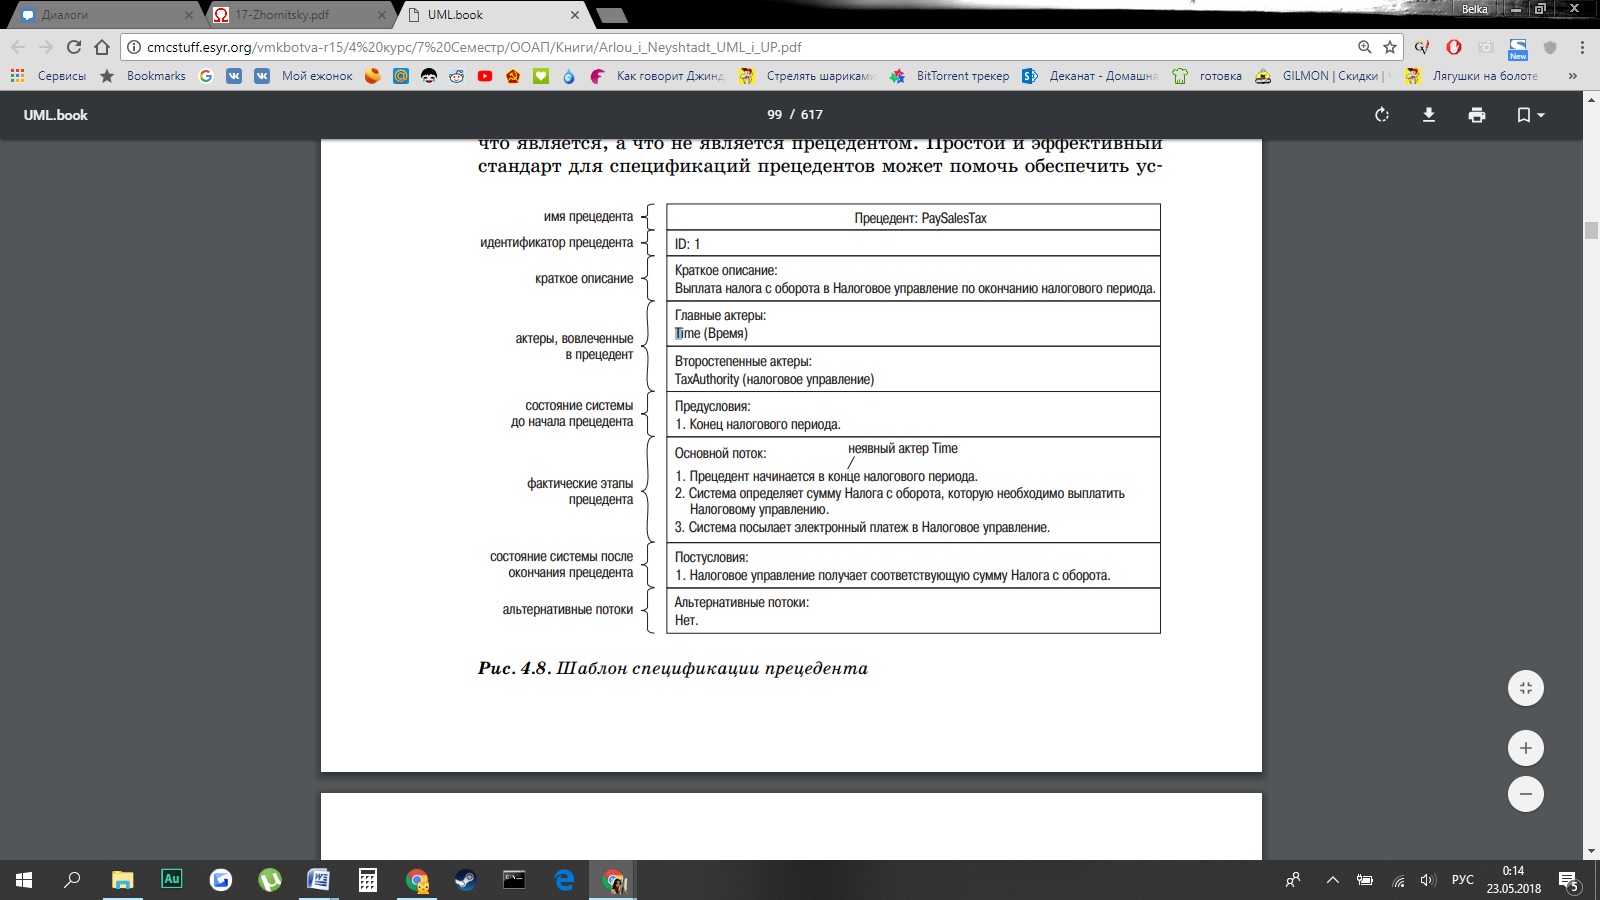 Диалоги
17-Zhornitsky.pdf
UML.book
Belka
cmcstuff.esyr.org/vmkbotva-r15/4%20курс/7%20Семестр/ООАП/Книги/Arlou_i_Neyshtadt_UML_i_UP.pdf
New
Сервисы
Bookmarks
Мой ежонок
Как говорит Джинд
Стрелять шариками
BitTorrent трекер
Деканат - Домашня
готовка
GILMON | Скидки |
Лягушки на болоте
»
UML.book
99 / 617
что является, а что не является прецедентом. Простой и эффективный
стандарт для спецификаций прецедентов может помочь обеспечить ус-
имя прецедента
Прецедент: PaySalesTax
идентификатор прецедента
ID: 1
краткое описание
Краткое описание:
Выплата налога с оборота в Налоговое управление по окончанию налогового периода.
актеры, вовлеченные
в прецедент
Главные актеры:
Time (Время)
Второстепенные актеры:
TaxAuthority (налоговое управление)
состояние системы
до начала прецедента
Предусловия:
1. Конец налогового периода.
фактические этапы
прецедента
Основной поток:
неявный актер Time
1. Прецедент начинается в конце налогового периода.
2. Система определяет сумму Налога с оборота, которую необходимо выплатить
Налоговому управлению.
3. Система посылает электронный платеж в Налоговое управление.
состояние системы после
окончания прецедента
Постусловия:
1. Налоговое управление получает соответствующую сумму Налога с оборота.
альтернативные потоки
Альтернативные потоки:
Нет.
Рис. 4.8. Шаблон спецификации прецедента
Au
РУС
0:14
23.05.2018
5